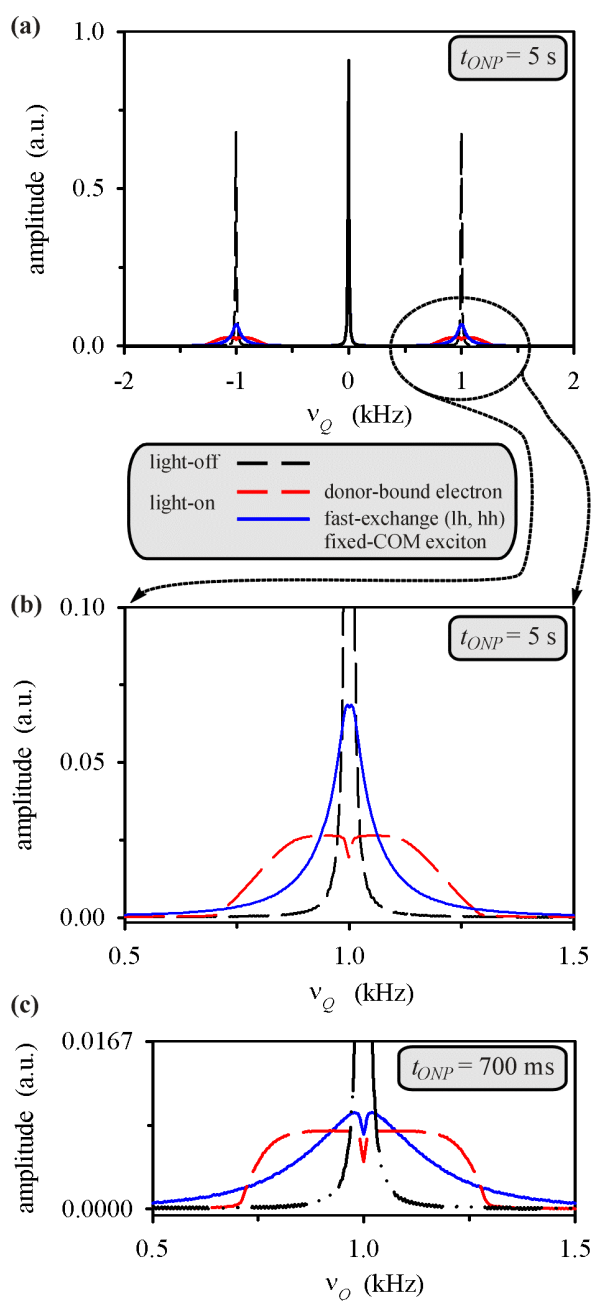 (a)
1.0
t_ONP = 5 s
amplitude (a.u.)
0.5
0.0
-2 -1 0 1 2
ν_Q (kHz)
light-off
light-on donor-bound electron
fast-exchange (lh, hh)
fixed-COM exciton
(b)
0.10
t_ONP = 5 s
amplitude (a.u.)
0.05
0.00
0.5 1.0 1.5
ν_Q (kHz)
(c)
0.0167
t_ONP = 700 ms
amplitude (a.u.)
0.0000
0.5 1.0 1.5
ν_Q (kHz)